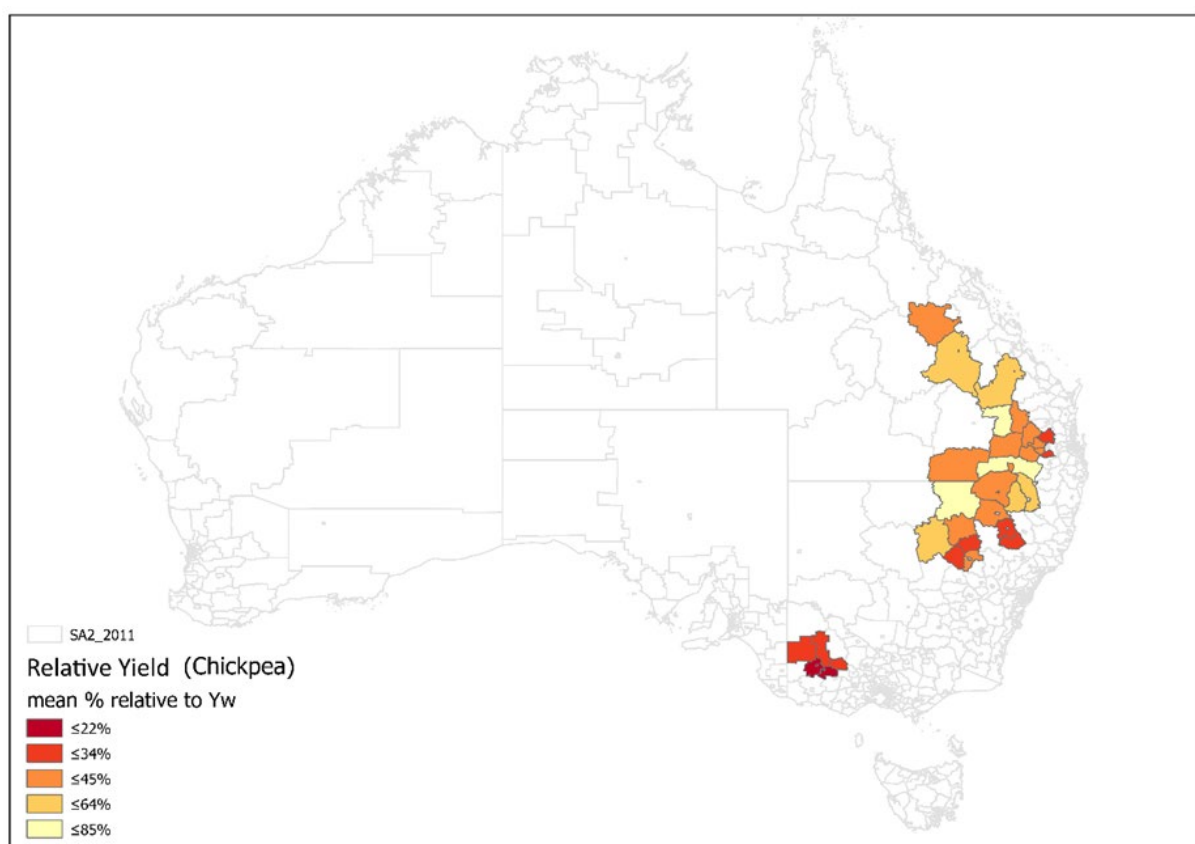 SA2_2011
Relative Yield (Chickpea)
mean % relative to Yw
≤22%
≤34%
≤45%
≤64%
≤85%